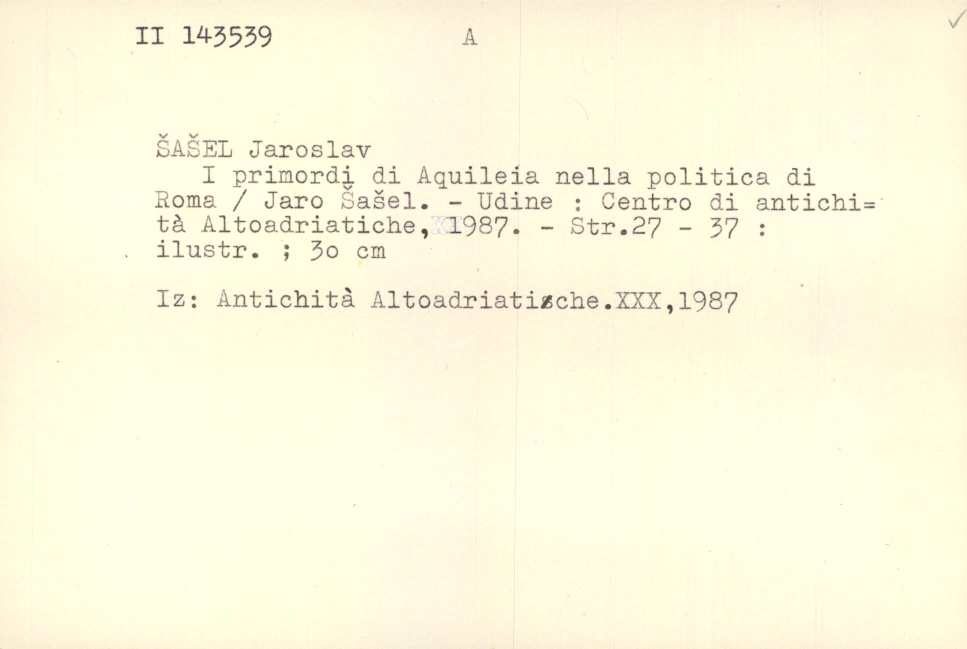 II 143539 A
ŠAŠEL Jaroslav
I primordi di Aquileia nella politica di
Roma / Jaro Šašel. - Udine : Centro di antichi=
tà Altoadriatiche, 1987. - Str.27 - 37 :
ilustr. ; 30 cm
Iz: Antichità Altoadriatische.XXX,1987